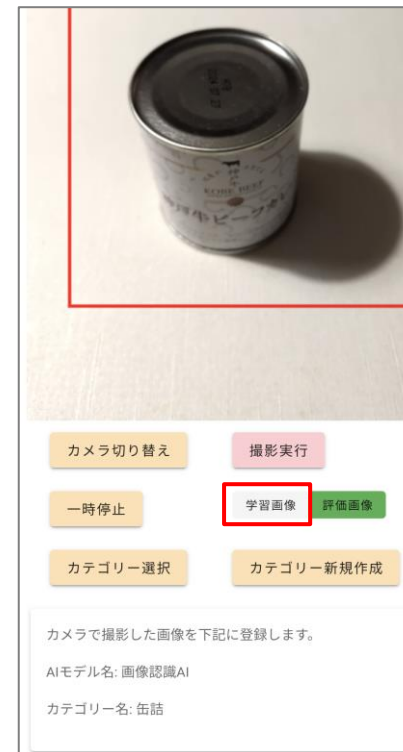 KOBE BEEF
カメラ切り替え
撮影実行
一時停止
学習画像
評価画像
カテゴリー選択
カテゴリー新規作成
カメラで撮影した画像を下記に登録します。
AIモデル名: 画像認識AI
カテゴリー名: 缶詰